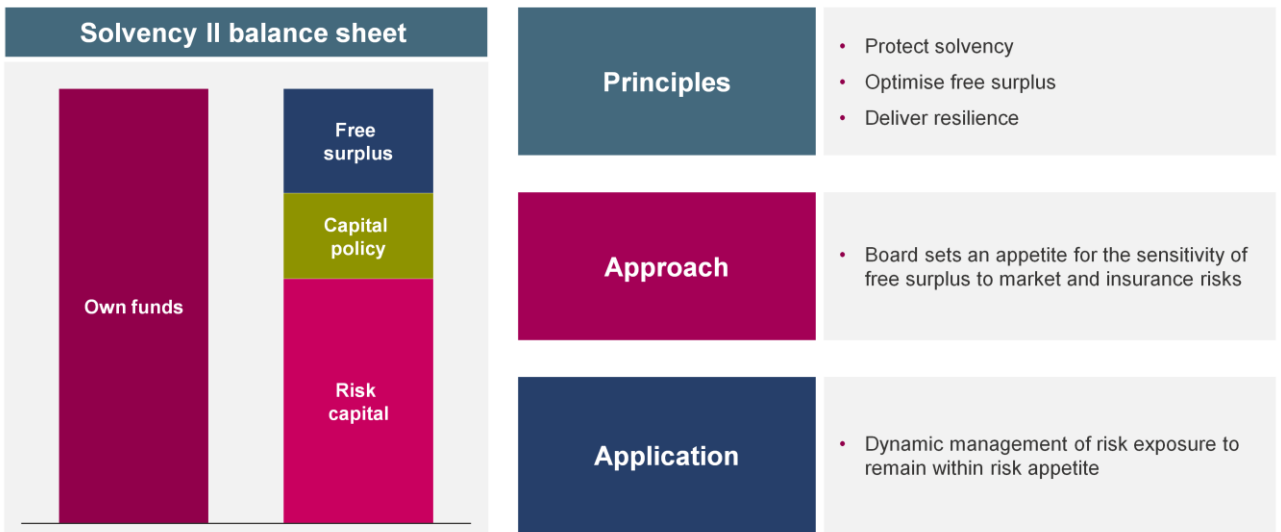 Solvency II balance sheet
Free
surplus
Capital
policy
Own funds
Risk
capital
Principles
• Protect solvency
• Optimise free surplus
• Deliver resilience
Approach
• Board sets an appetite for the sensitivity of
free surplus to market and insurance risks
Application
• Dynamic management of risk exposure to
remain within risk appetite